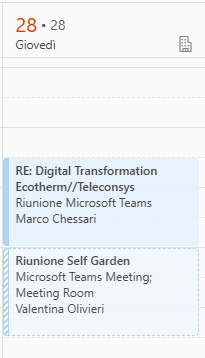 28 • 28
Giovedì
RE: Digital Transformation
Ecotherm//Teleconsys
Riunione Microsoft Teams
Marco Chessari
Riunione Self Garden
Microsoft Teams Meeting;
Meeting Room
Valentina Olivieri